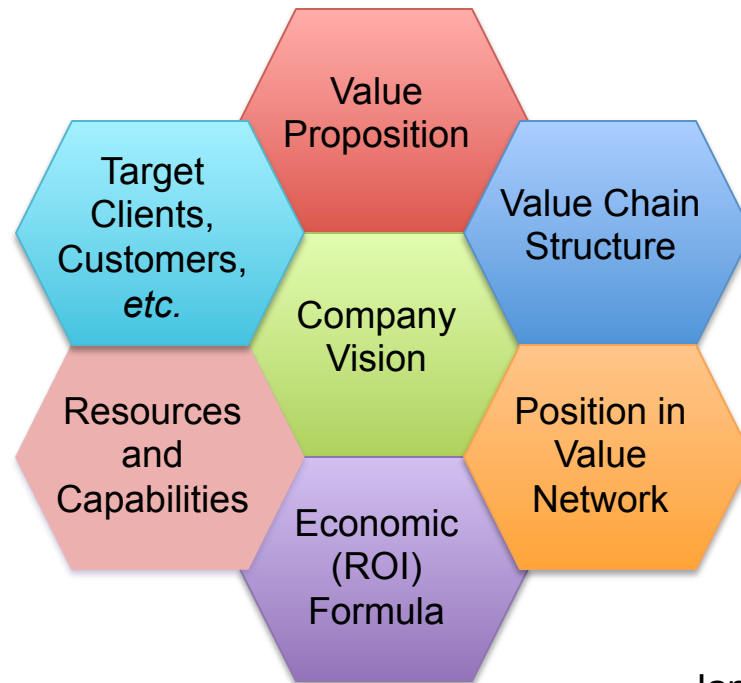 Value
Proposition
Target
Clients,
Customers,
etc.
Value Chain
Structure
Company
Vision
Resources
and
Capabilities
Position in
Value
Network
Economic
(ROI)
Formula